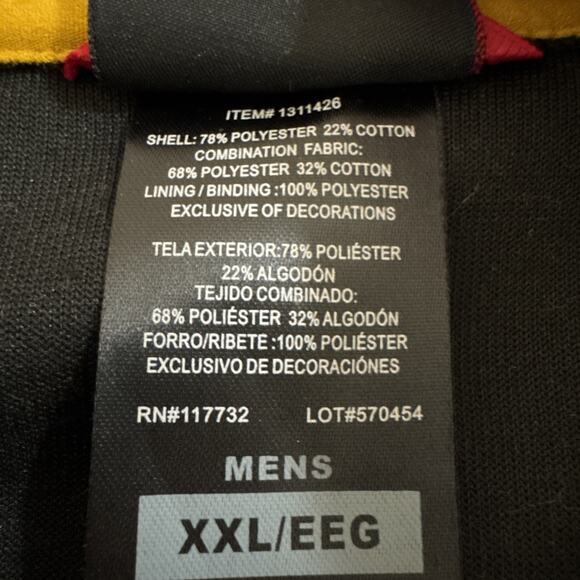 ITEM# 1311426
SHELL: 78% POLYESTER 22% COTTON
COMBINATION FABRIC:
68% POLYESTER 32% COTTON
LINING / BINDING :100% POLYESTER
EXCLUSIVE OF DECORATIONS
TELA EXTERIOR:78% POLIÉSTER
22% ALGODÓN
TEJIDO COMBINADO:
68% POLIÉSTER 32% ALGODÓN
FORRO/RIBETE :100% POLIÉSTER
EXCLUSIVO DE DECORACIÓNES
RN#117732 LOT#570454
MENS
XXL/EEG